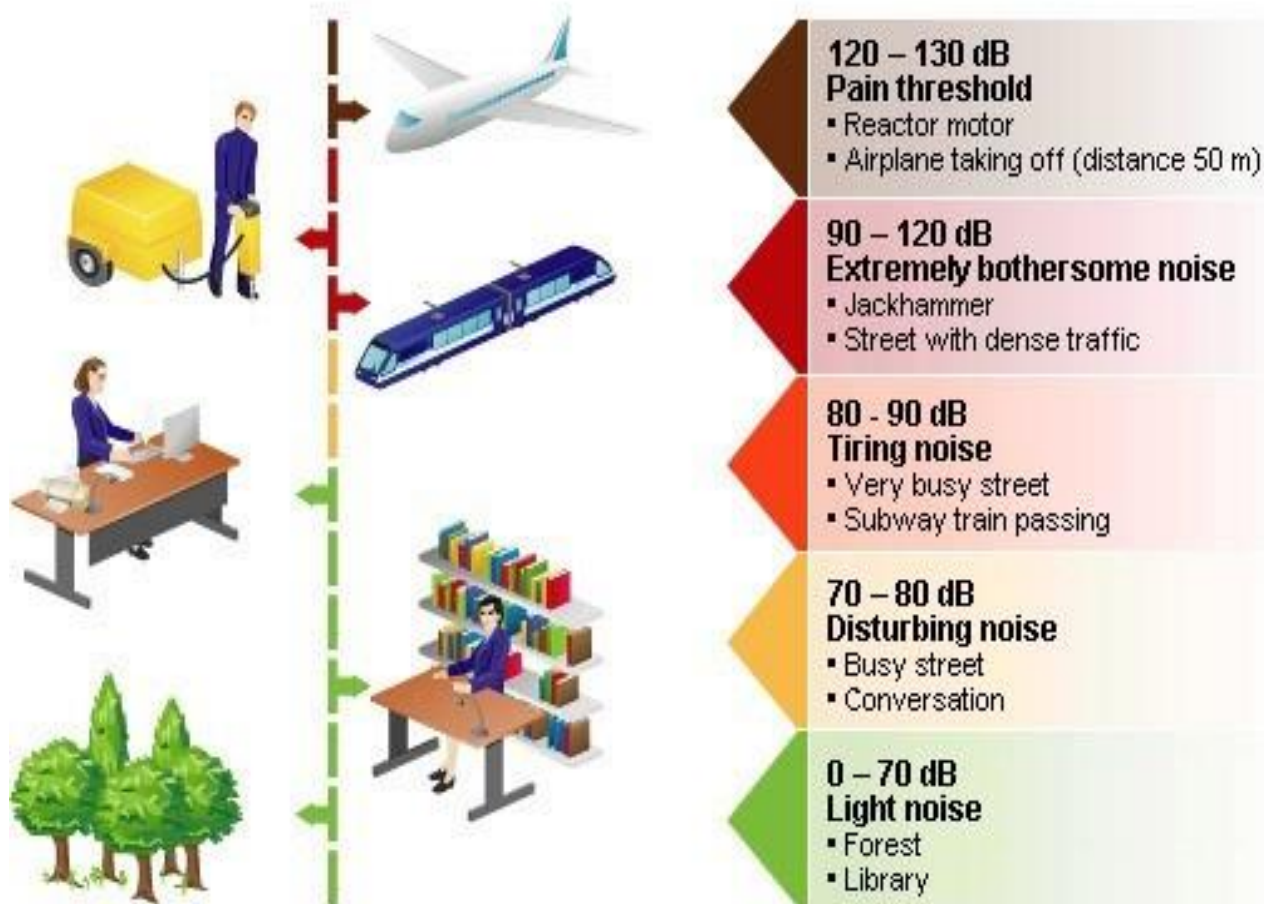 120 – 130 dB
Pain threshold
▪ Reactor motor
▪ Airplane taking off (distance 50 m)
90 – 120 dB
Extremely bothersome noise
▪ Jackhammer
▪ Street with dense traffic
80 - 90 dB
Tiring noise
▪ Very busy street
▪ Subway train passing
70 – 80 dB
Disturbing noise
▪ Busy street
▪ Conversation
0 – 70 dB
Light noise
▪ Forest
▪ Library